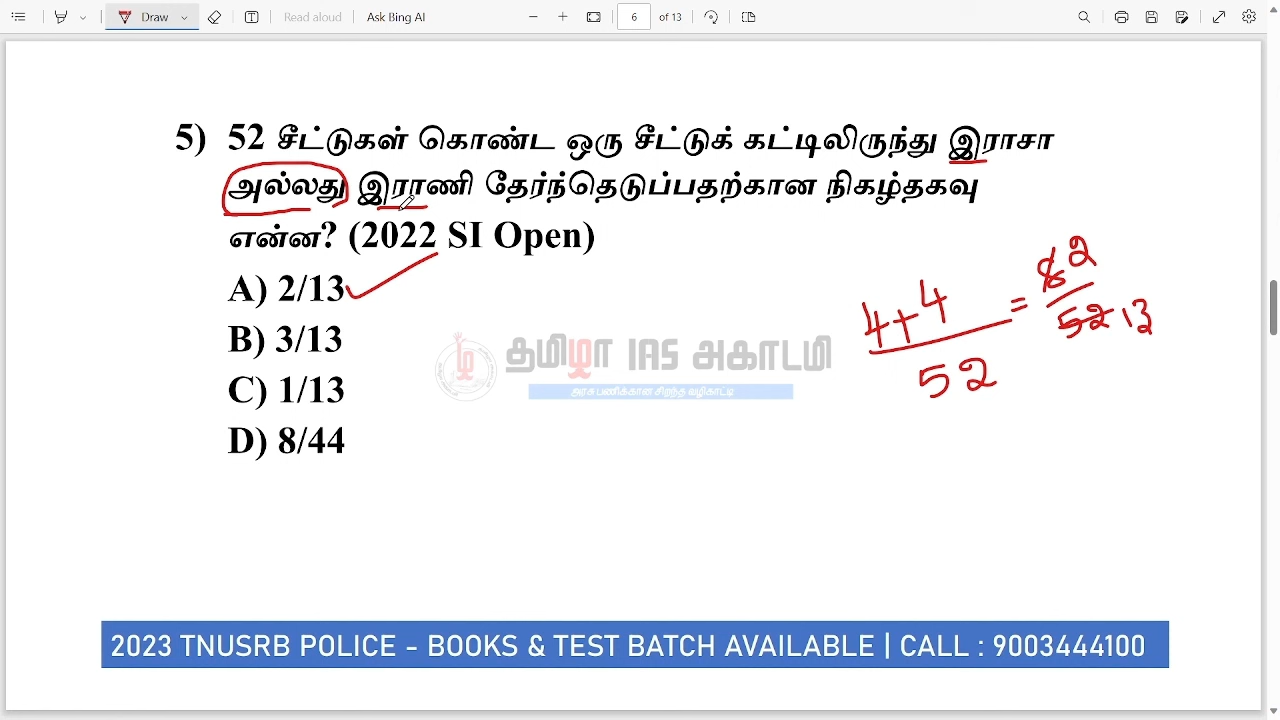 Draw
Read aloud
Ask Bing AI
6 of 13
5) 52 சீட்டுகள் கொண்ட ஒரு சீட்டுக் கட்டிலிருந்து இராசா
அல்லது இராணி தேர்ந்தெடுப்பதற்கான நிகழ்தகவு
என்ன? (2022 SI Open)
A) 2/13
B) 3/13
C) 1/13
D) 8/44
4+4 = 8 2
52 52 13
தமிழா IAS அகாடமி
அரசு பணிக்கான சிறந்த வழிகாட்டி
2023 TNUSRB POLICE - BOOKS & TEST BATCH AVAILABLE | CALL : 9003444100